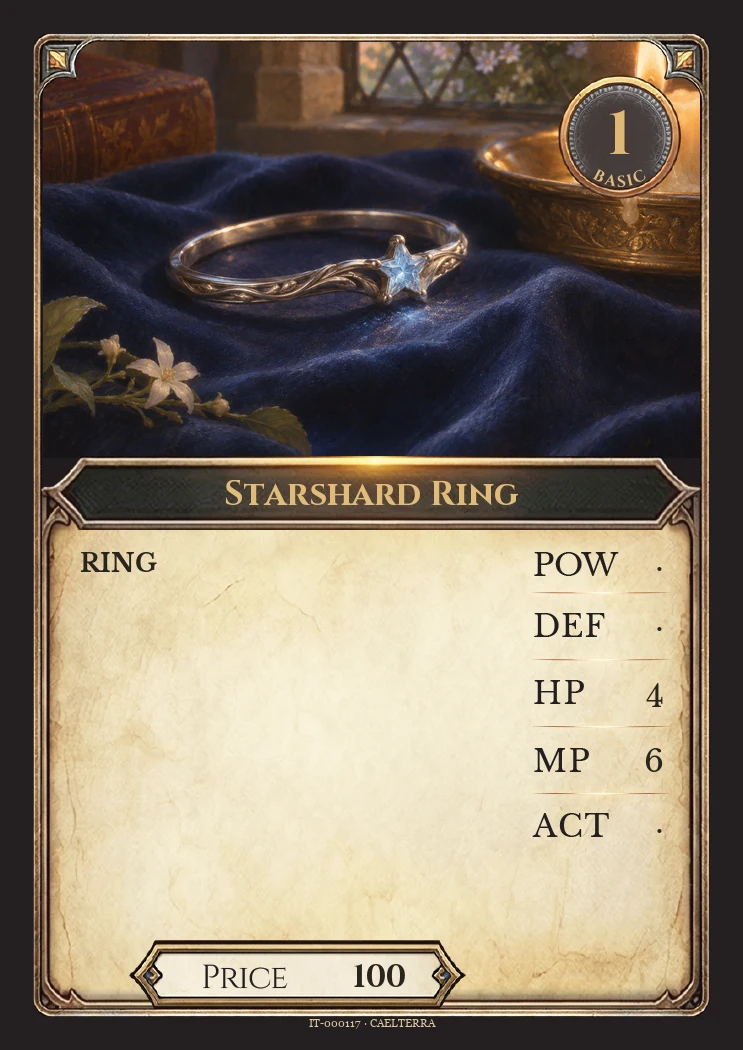 1
BASIC
STARSHARD RING
RING
POW ·
DEF ·
HP 4
MP 6
ACT ·
PRICE 100
IT-000117 · CAELTERRA